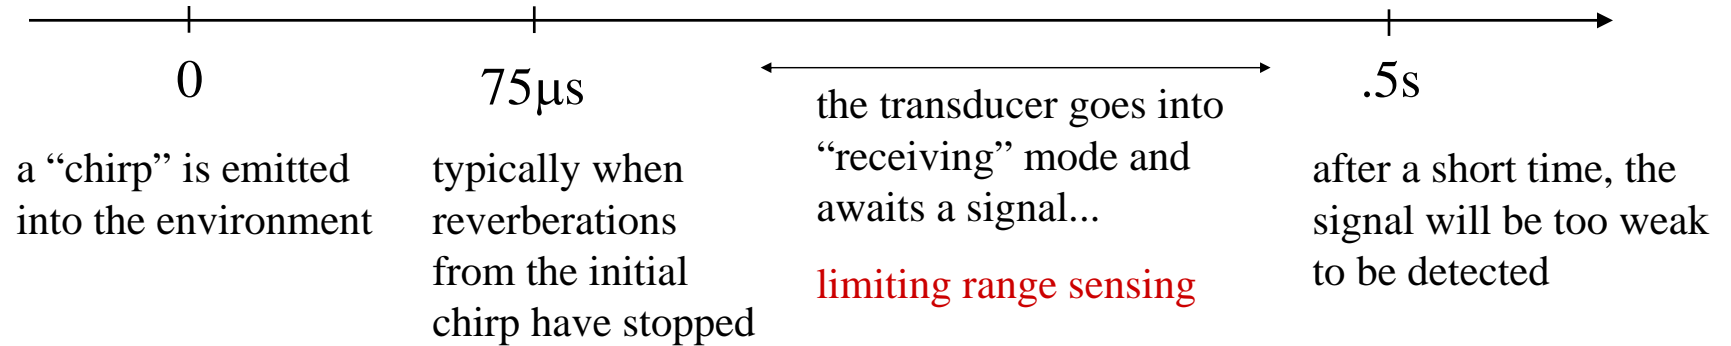 0
a “chirp” is emitted
into the environment
75μs
typically when
reverberations
from the initial
chirp have stopped
the transducer goes into
“receiving” mode and
awaits a signal...
limiting range sensing
.5s
after a short time, the
signal will be too weak
to be detected